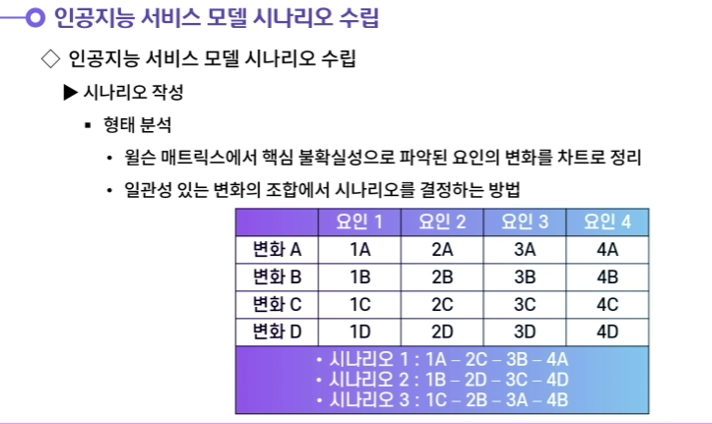 인공지능 서비스 모델 시나리오 수립
◇ 인공지능 서비스 모델 시나리오 수립
▶ 시나리오 작성
▪ 형태 분석
• 윌슨 매트릭스에서 핵심 불확실성으로 파악된 요인의 변화를 차트로 정리
• 일관성 있는 변화의 조합에서 시나리오를 결정하는 방법
요인 1 요인 2 요인 3 요인 4
변화 A 1A 2A 3A 4A
변화 B 1B 2B 3B 4B
변화 C 1C 2C 3C 4C
변화 D 1D 2D 3D 4D
• 시나리오 1 : 1A – 2C – 3B – 4A
• 시나리오 2 : 1B – 2D – 3C – 4D
• 시나리오 3 : 1C – 2B – 3A – 4B